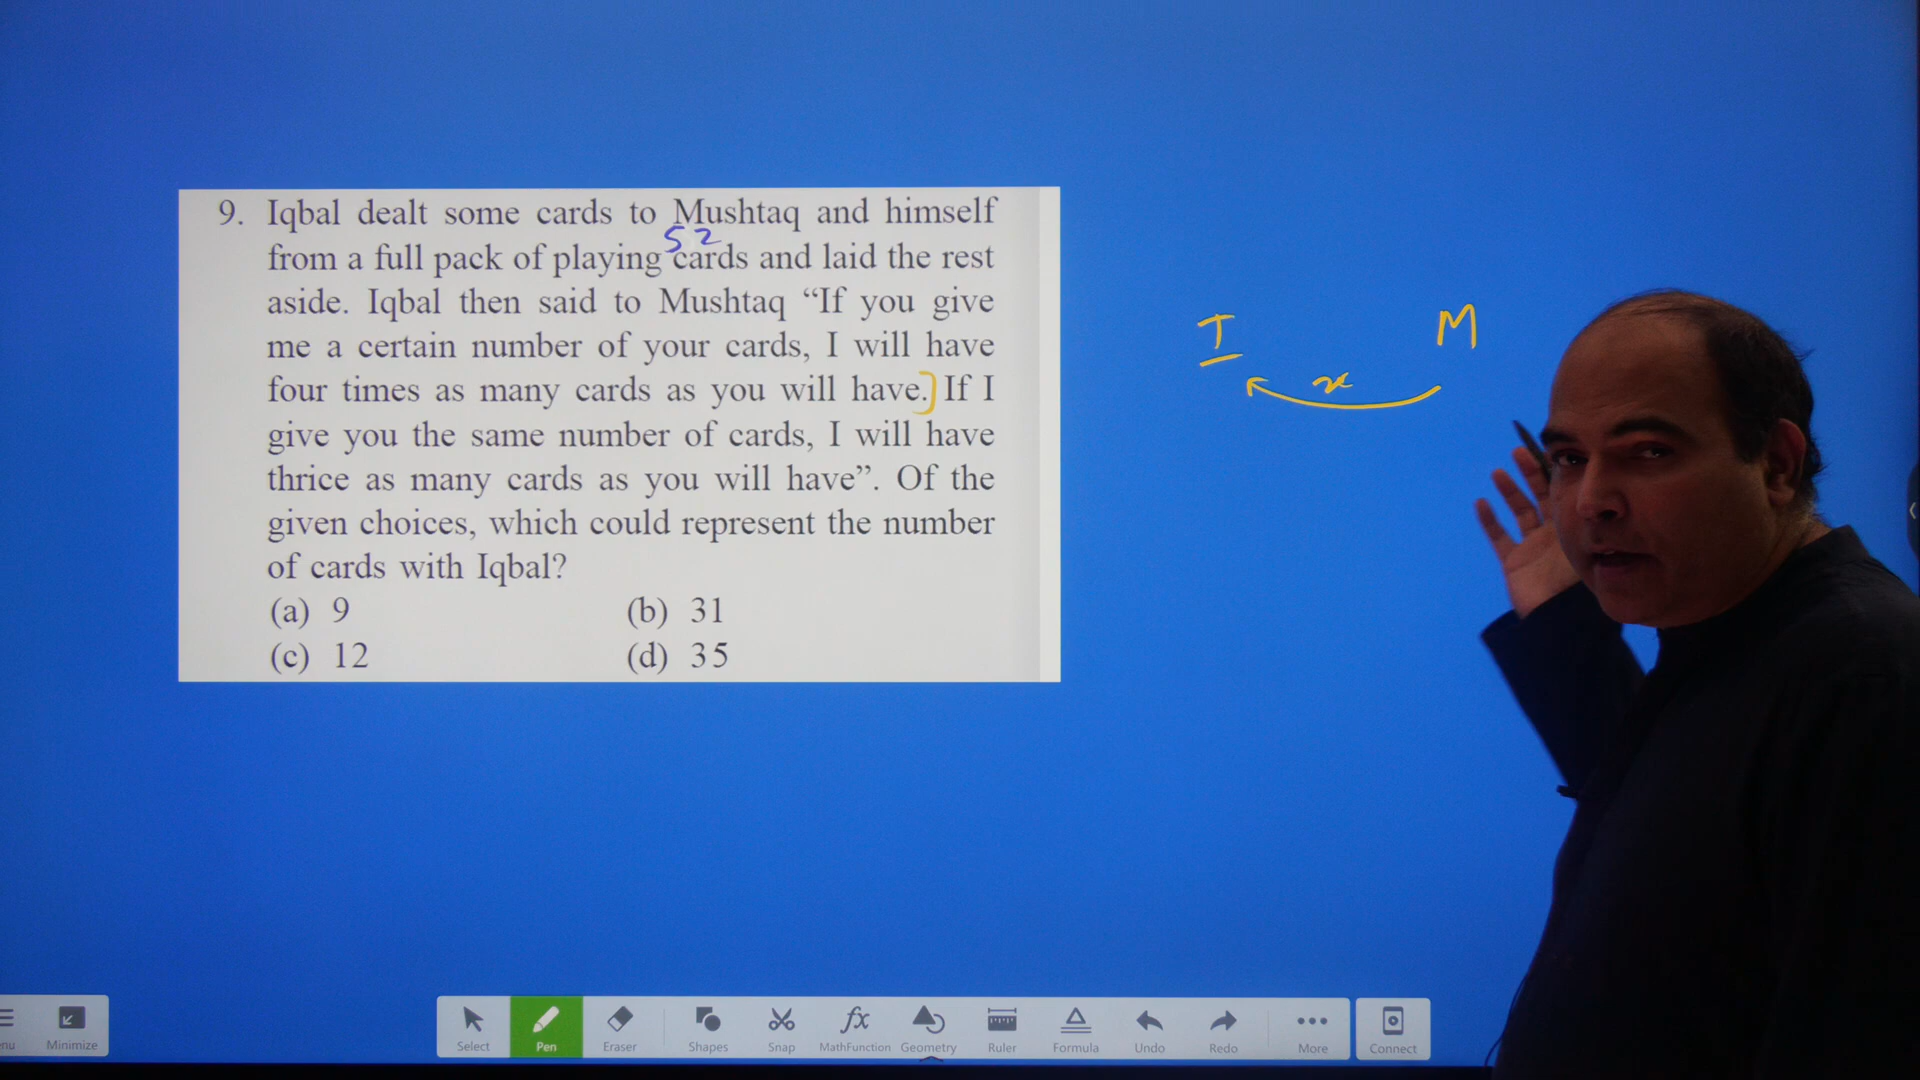 9. Iqbal dealt some cards to Mushtaq and himself
52
from a full pack of playing cards and laid the rest
aside. Iqbal then said to Mushtaq “If you give
me a certain number of your cards, I will have
four times as many cards as you will have.] If I
give you the same number of cards, I will have
thrice as many cards as you will have”. Of the
given choices, which could represent the number
of cards with Iqbal?
(a) 9 (b) 31
(c) 12 (d) 35
I M
x
Minimize
Select Pen Eraser Shapes Snap MathFunction Geometry Ruler Formula Undo Redo More Connect